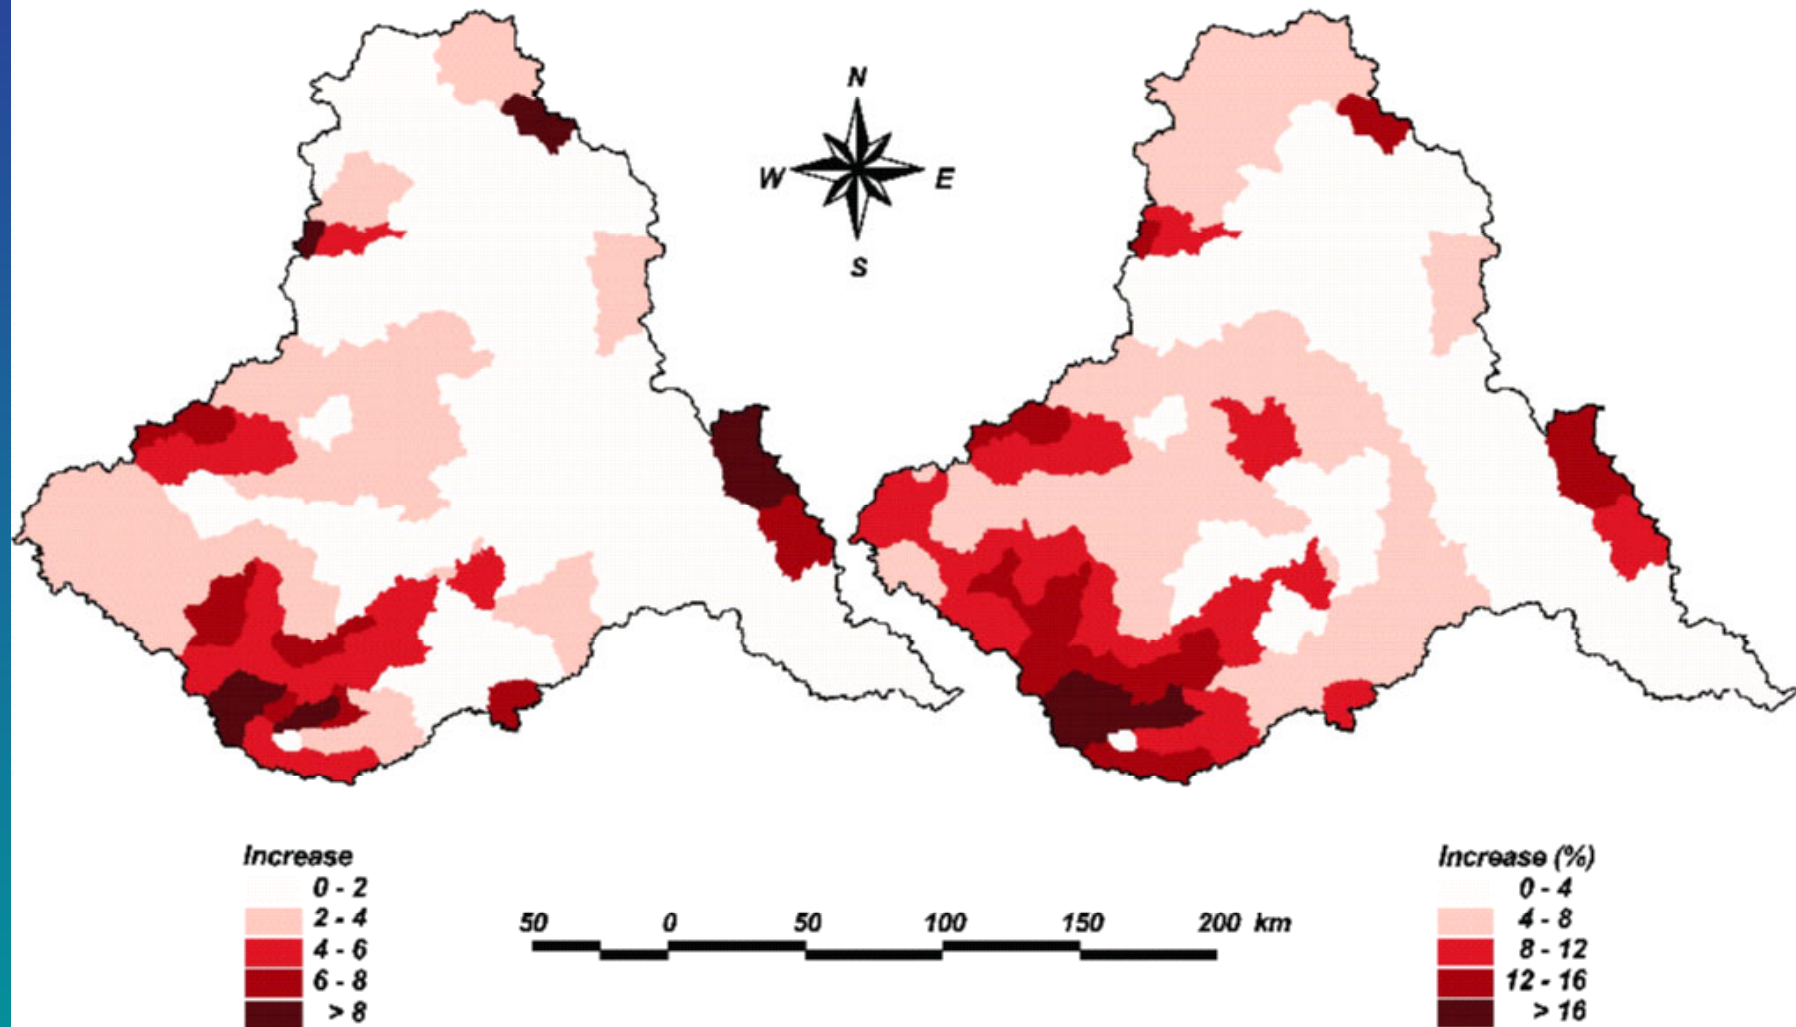 N
W E
S
Increase
0 - 2
2 - 4
4 - 6
6 - 8
> 8
50 0 50 100 150 200 km
Increase (%)
0 - 4
4 - 8
8 - 12
12 - 16
> 16